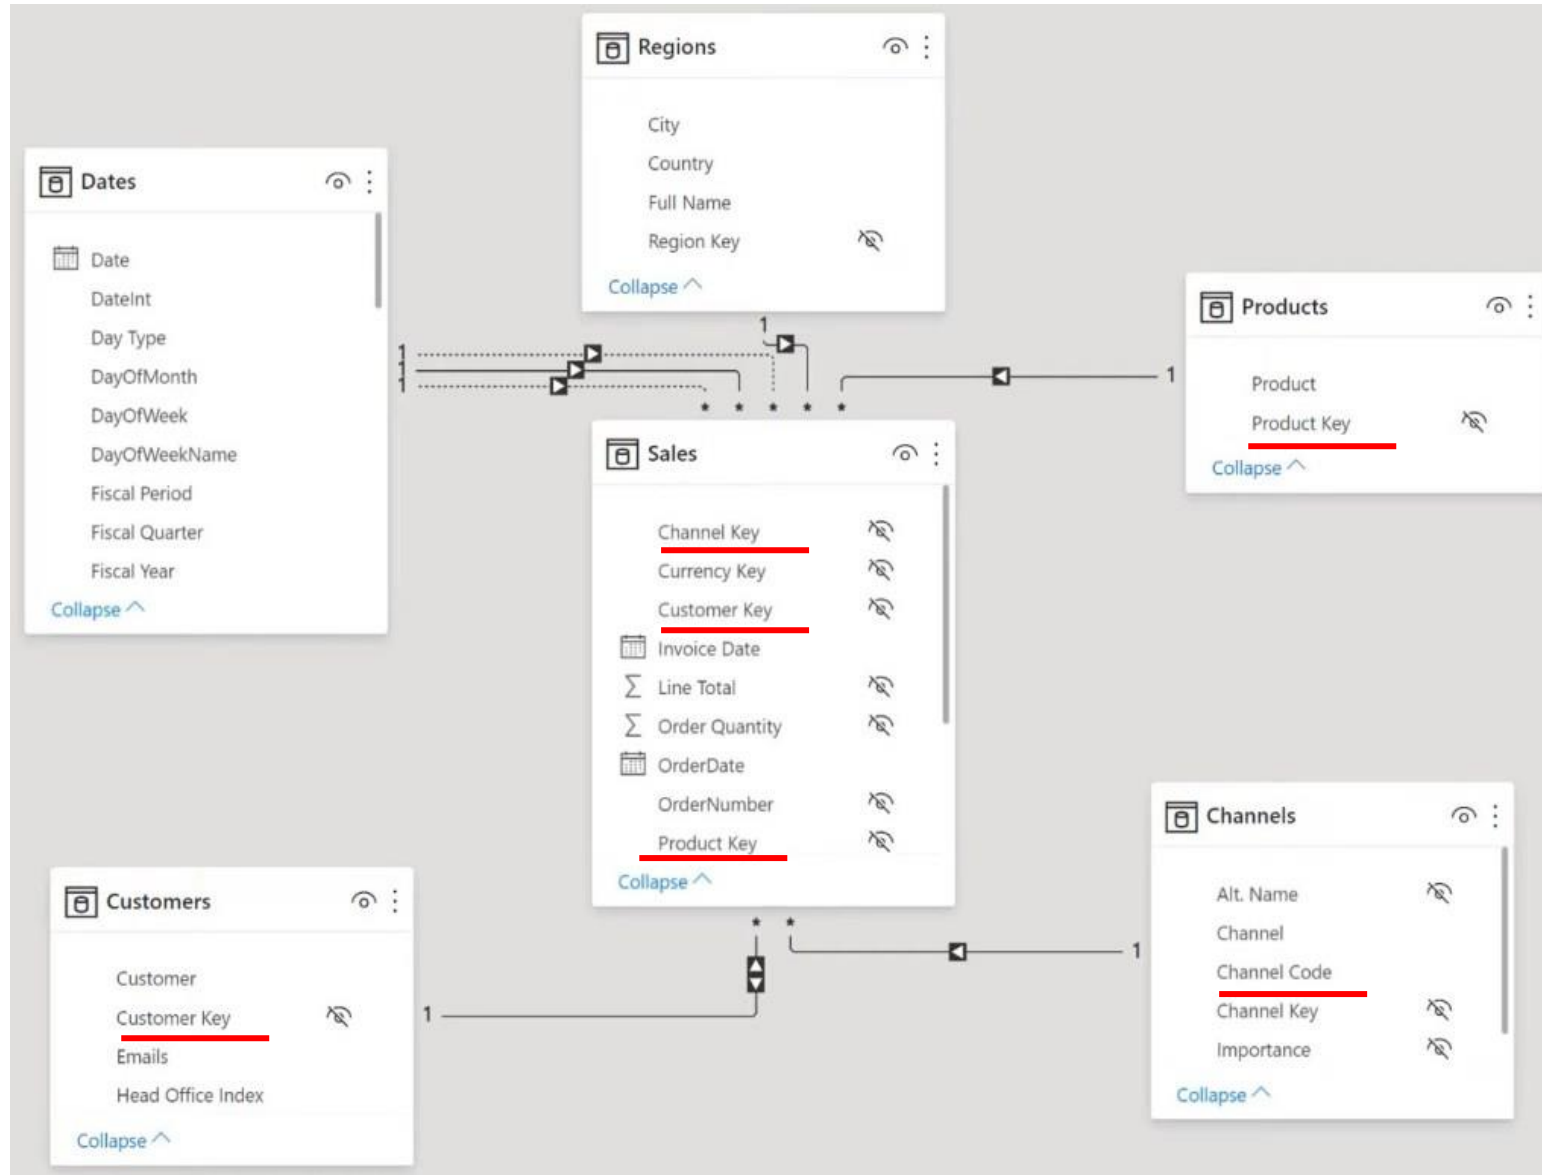 Regions
City
Country
Full Name
Region Key
Collapse
Dates
Date
DateInt
Day Type
DayOfMonth
DayOfWeek
DayOfWeekName
Fiscal Period
Fiscal Quarter
Fiscal Year
Collapse
1
1
1
1
1
* * * * *
Products
Product
Product Key
Collapse
Sales
Channel Key
Currency Key
Customer Key
Invoice Date
Σ Line Total
Σ Order Quantity
OrderDate
OrderNumber
Product Key
Collapse
* *
1
1
Customers
Customer
Customer Key
Emails
Head Office Index
Collapse
Channels
Alt. Name
Channel
Channel Code
Channel Key
Importance
Collapse